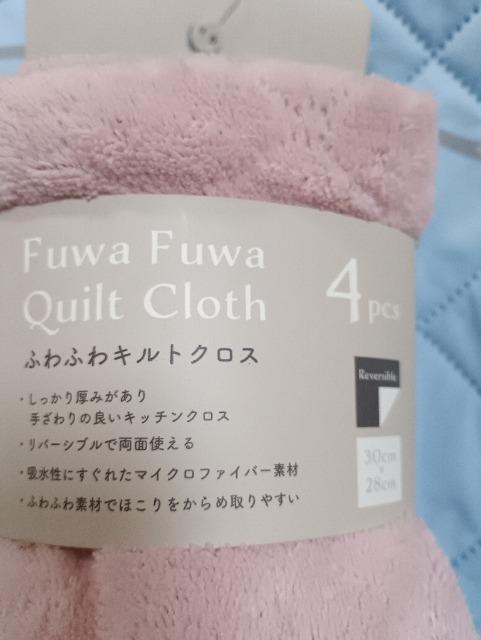 Fuwa Fuwa
Quilt Cloth
4 pcs
ふわふわキルトクロス
・しっかり厚みがあり
手ざわりの良いキッチンクロス
・リバーシブルで両面使える
・吸水性にすぐれたマイクロファイバー素材
・ふわふわ素材でほこりをからめ取りやすい
Reversible
30cm
×
28cm